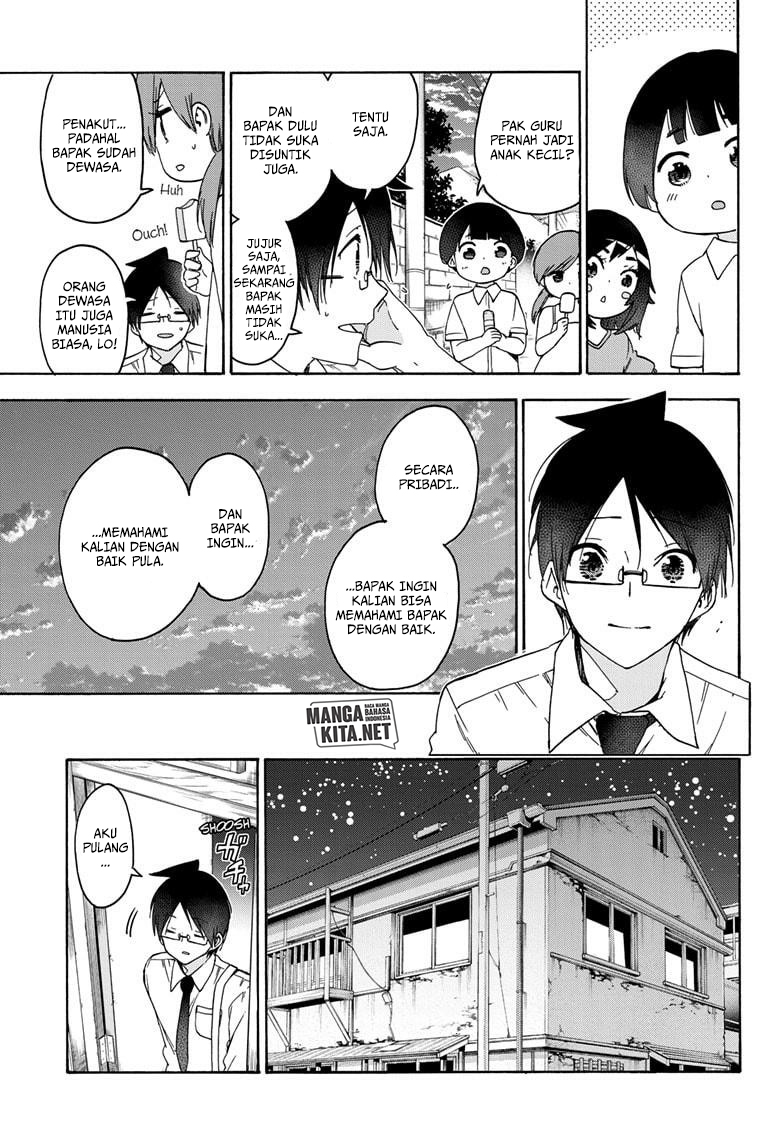 PAK GURU
PERNAH JADI
ANAK KECIL?
TENTU
SAJA.
DAN
BAPAK DULU
TIDAK SUKA
DISUNTIK
JUGA.
JUJUR
SAJA,
SAMPAI
SEKARANG
BAPAK
MASIH
TIDAK
SUKA...
PENAKUT...
PADAHAL
BAPAK SUDAH
DEWASA.
Huh
Ouch!
ORANG
DEWASA
ITU JUGA
MANUSIA
BIASA, LO!
SECARA
PRIBADI..
...BAPAK INGIN
KALIAN BISA
MEMAHAMI BAPAK
DENGAN BAIK.
DAN
BAPAK
INGIN...
...MEMAHAMI
KALIAN DENGAN
BAIK PULA.
MANGA
KITA.NET
BACA MANGA
BAHASA
INDONESIA
SHOOSH
ガチャ
AKU
PULANG
...